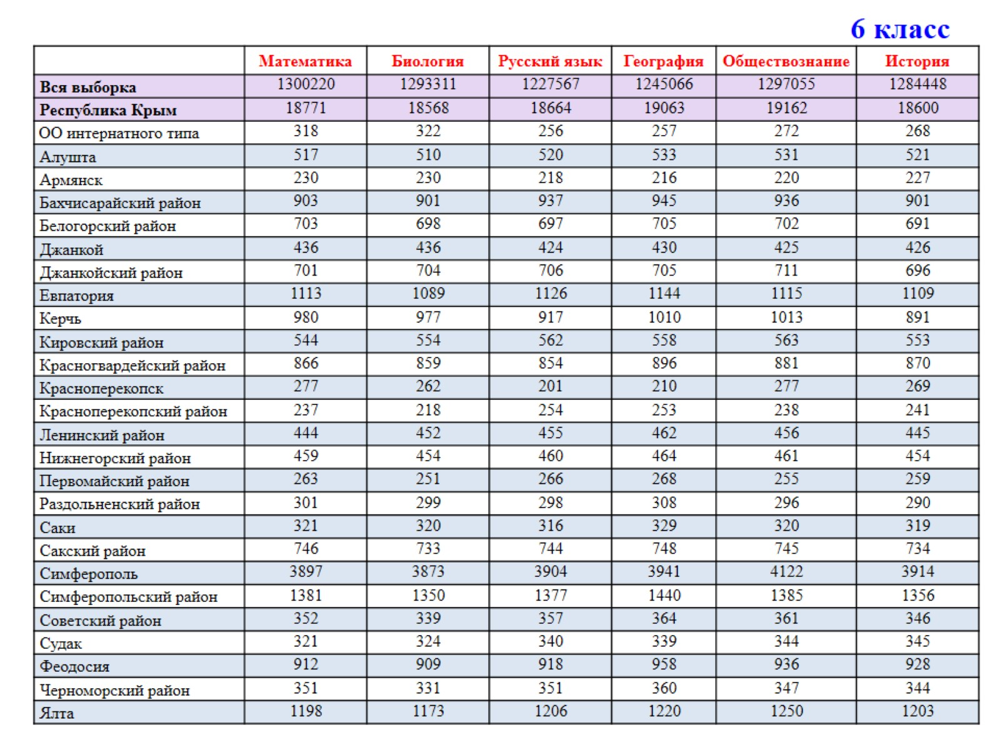 6 класс
Математика Биология Русский язык География Обществознание История
Вся выборка 1300220 1293311 1227567 1245066 1297055 1284448
Республика Крым 18771 18568 18664 19063 19162 18600
ОО интернатного типа 318 322 256 257 272 268
Алушта 517 510 520 533 531 521
Армянск 230 230 218 216 220 227
Бахчисарайский район 903 901 937 945 936 901
Белогорский район 703 698 697 705 702 691
Джанкой 436 436 424 430 425 426
Джанкойский район 701 704 706 705 711 696
Евпатория 1113 1089 1126 1144 1115 1109
Керчь 980 977 917 1010 1013 891
Кировский район 544 554 562 558 563 553
Красногвардейский район 866 859 854 896 881 870
Красноперекопск 277 262 201 210 277 269
Красноперекопский район 237 218 254 253 238 241
Ленинский район 444 452 455 462 456 445
Нижнегорский район 459 454 460 464 461 454
Первомайский район 263 251 266 268 255 259
Раздольненский район 301 299 298 308 296 290
Саки 321 320 316 329 320 319
Сакский район 746 733 744 748 745 734
Симферополь 3897 3873 3904 3941 4122 3914
Симферопольский район 1381 1350 1377 1440 1385 1356
Советский район 352 339 357 364 361 346
Судак 321 324 340 339 344 345
Феодосия 912 909 918 958 936 928
Черноморский район 351 331 351 360 347 344
Ялта 1198 1173 1206 1220 1250 1203